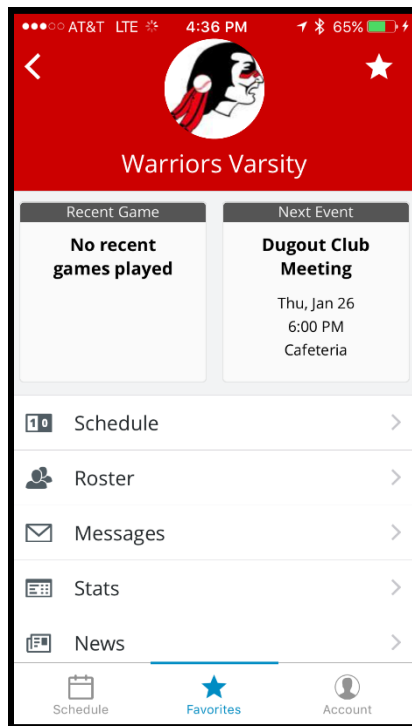 AT&T LTE 4:36 PM 65%
Warriors Varsity
Recent Game
No recent
games played
Next Event
Dugout Club
Meeting
Thu, Jan 26
6:00 PM
Cafeteria
1 0 Schedule
Roster
Messages
Stats
News
Schedule Favorites Account